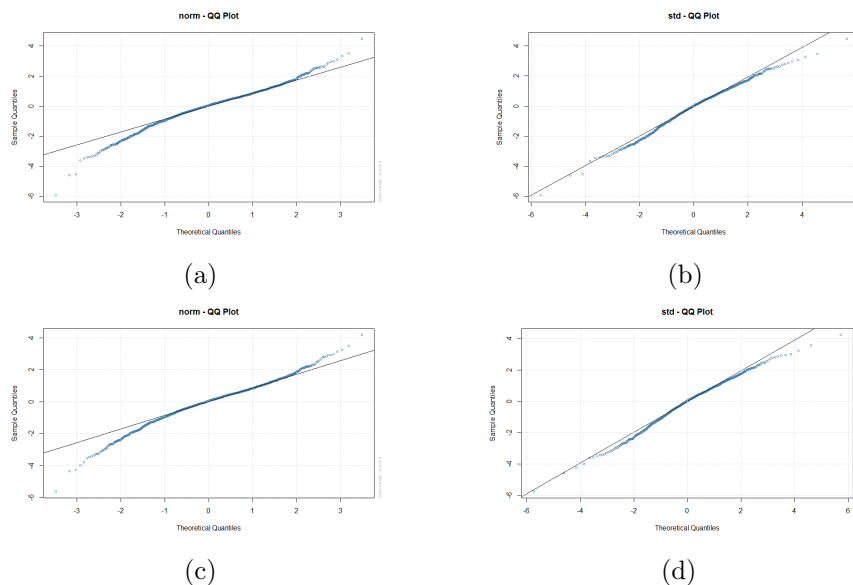 norm - QQ Plot
Sample Quantiles
4
2
0
-2
-4
-6
-3 -2 -1 0 1 2 3
Theoretical Quantiles
(a)
std - QQ Plot
Sample Quantiles
4
2
0
-2
-4
-6
-6 -4 -2 0 2 4
Theoretical Quantiles
(b)
norm - QQ Plot
Sample Quantiles
4
2
0
-2
-4
-6
-3 -2 -1 0 1 2 3
Theoretical Quantiles
(c)
std - QQ Plot
Sample Quantiles
4
2
0
-2
-4
-6
-6 -4 -2 0 2 4 6
Theoretical Quantiles
(d)